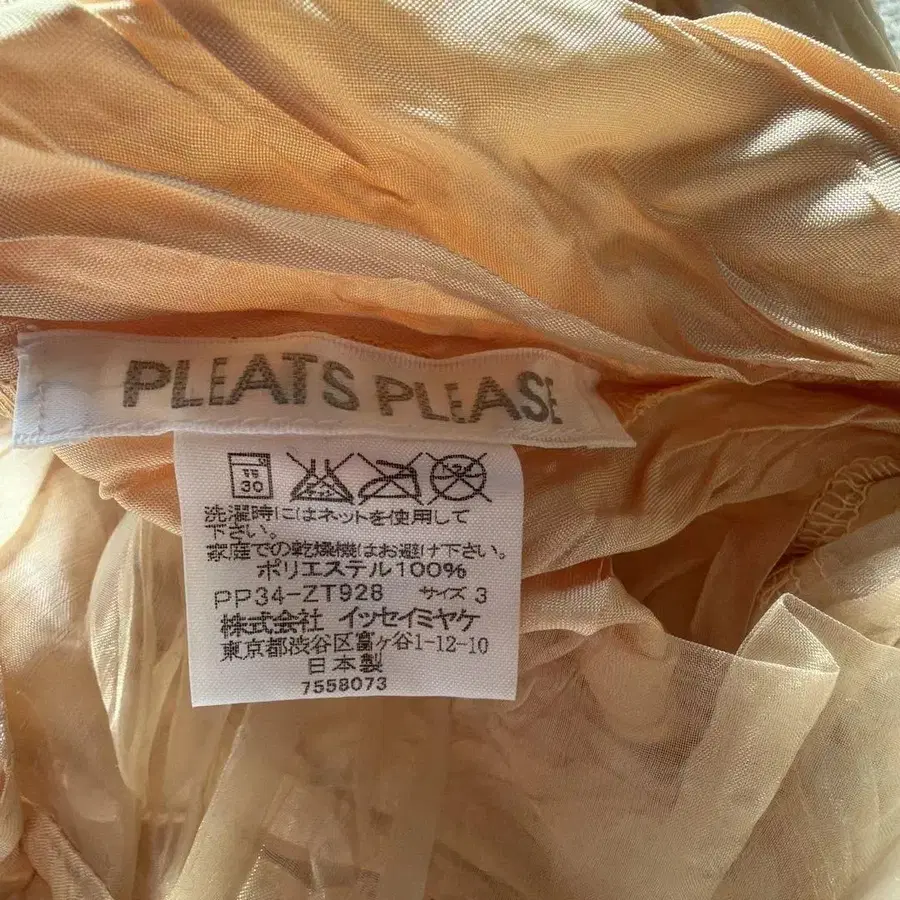 PLEATS PLEASE
弱
30
洗濯時にはネットを使用して
下さい。
家庭での乾燥機はお避け下さい。
ポリエステル100%
PP34-ZT928 サイズ 3
株式会社 イッセイミヤケ
東京都渋谷区富ヶ谷1-12-10
日本製
7558073